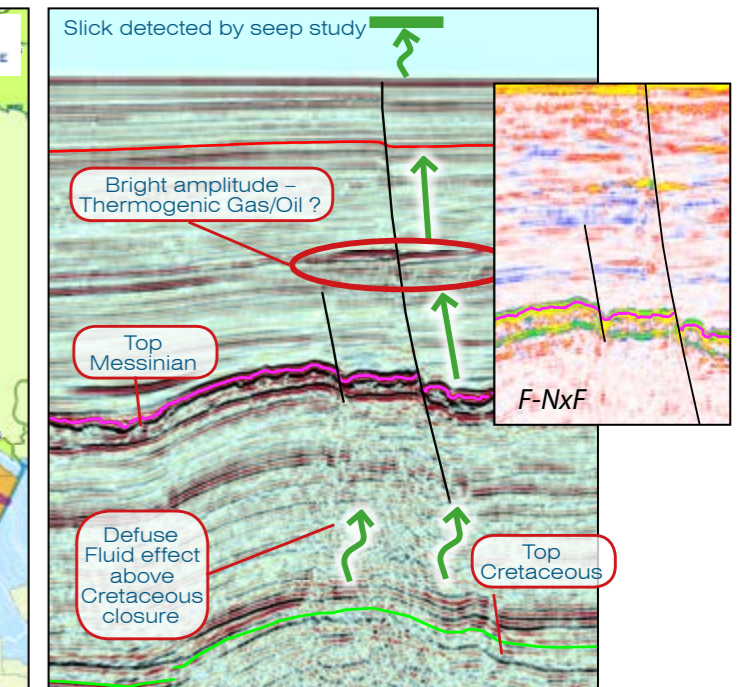 Slick detected by seep study
Bright amplitude –
Thermogenic Gas/Oil ?
Top
Messinian
F-NxF
Defuse
Fluid effect
above
Cretaceous
closure
Top
Cretaceous